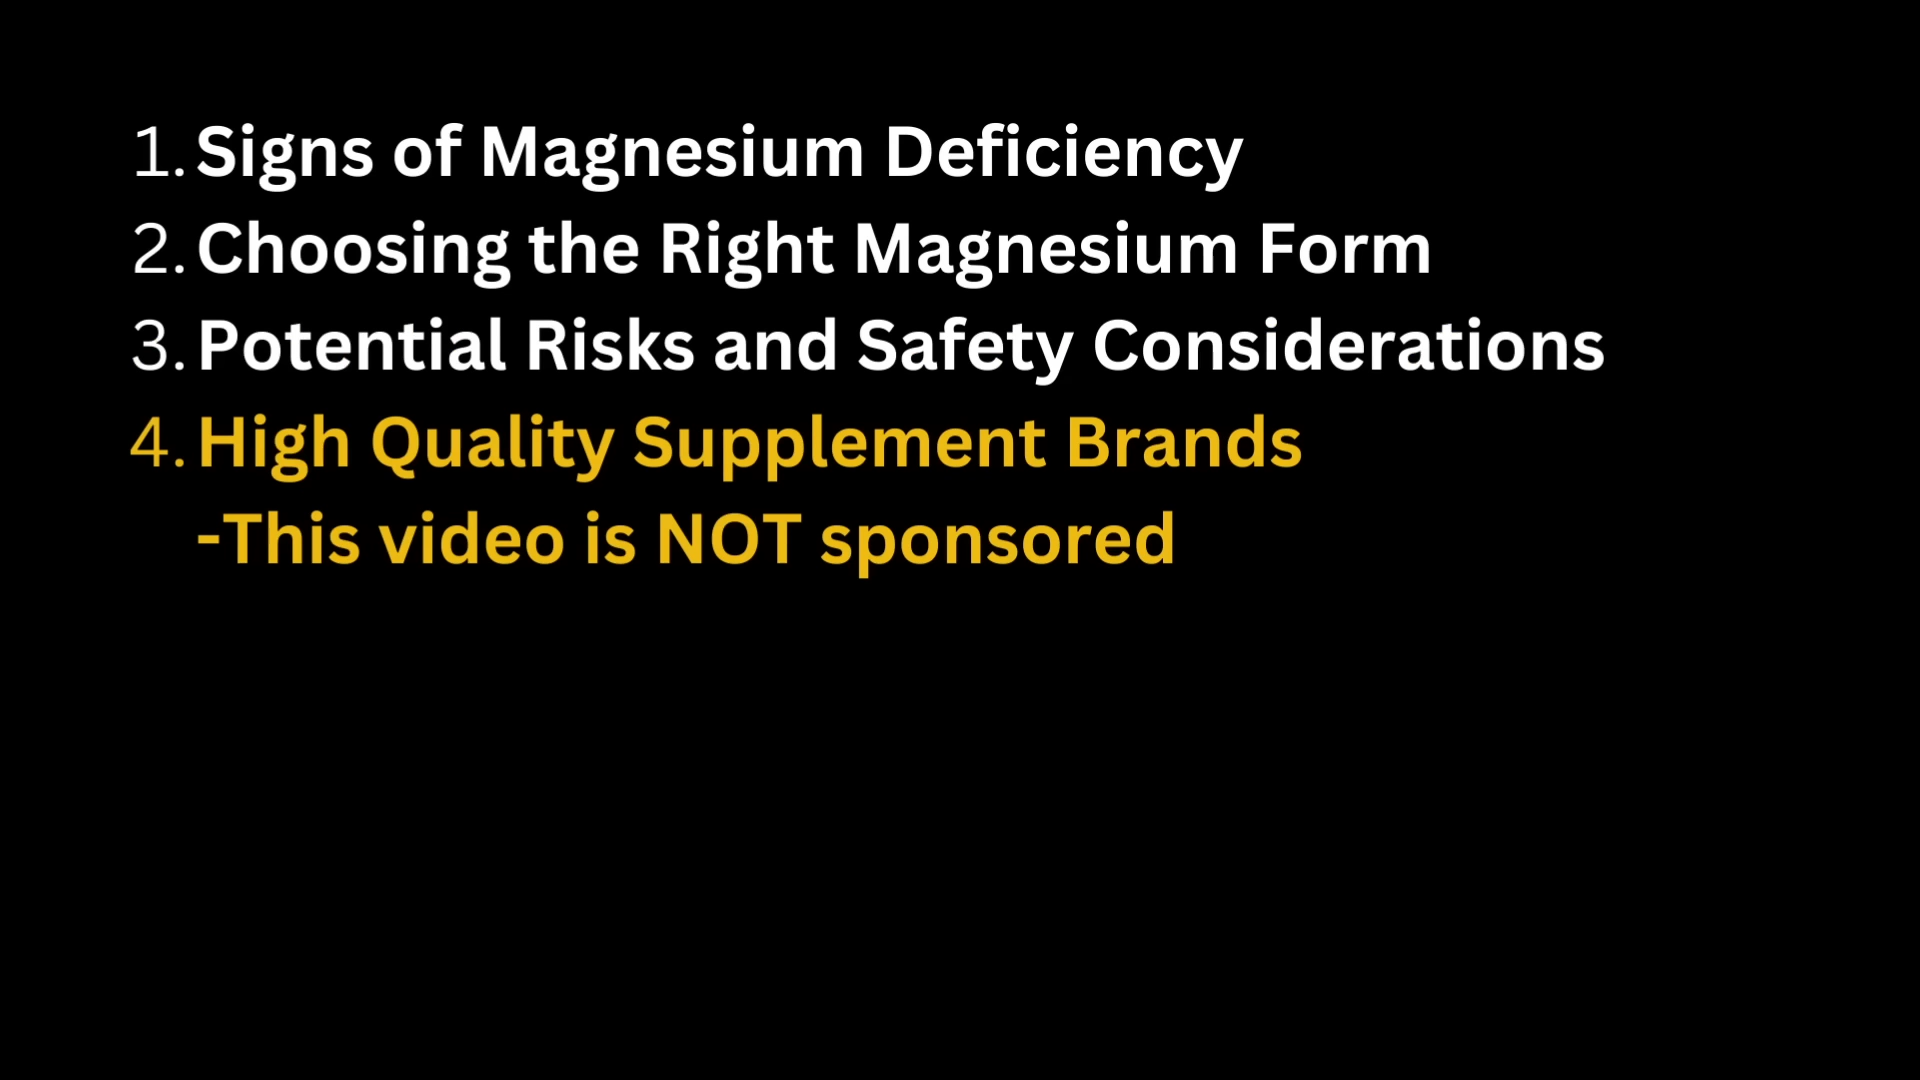 1. Signs of Magnesium Deficiency
2. Choosing the Right Magnesium Form
3. Potential Risks and Safety Considerations
4. High Quality Supplement Brands
-This video is NOT sponsored